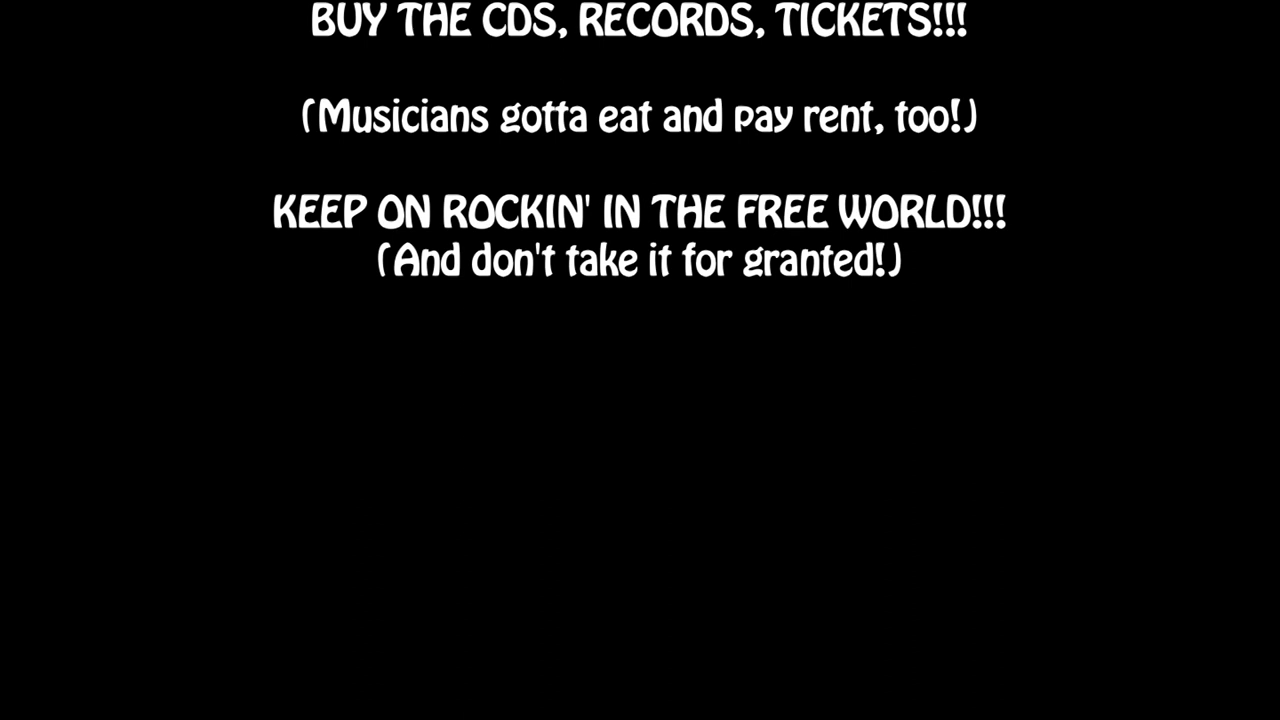 BUY THE CDS, RECORDS, TICKETS!!!
(Musicians gotta eat and pay rent, too!)
KEEP ON ROCKIN' IN THE FREE WORLD!!!
(And don't take it for granted!)